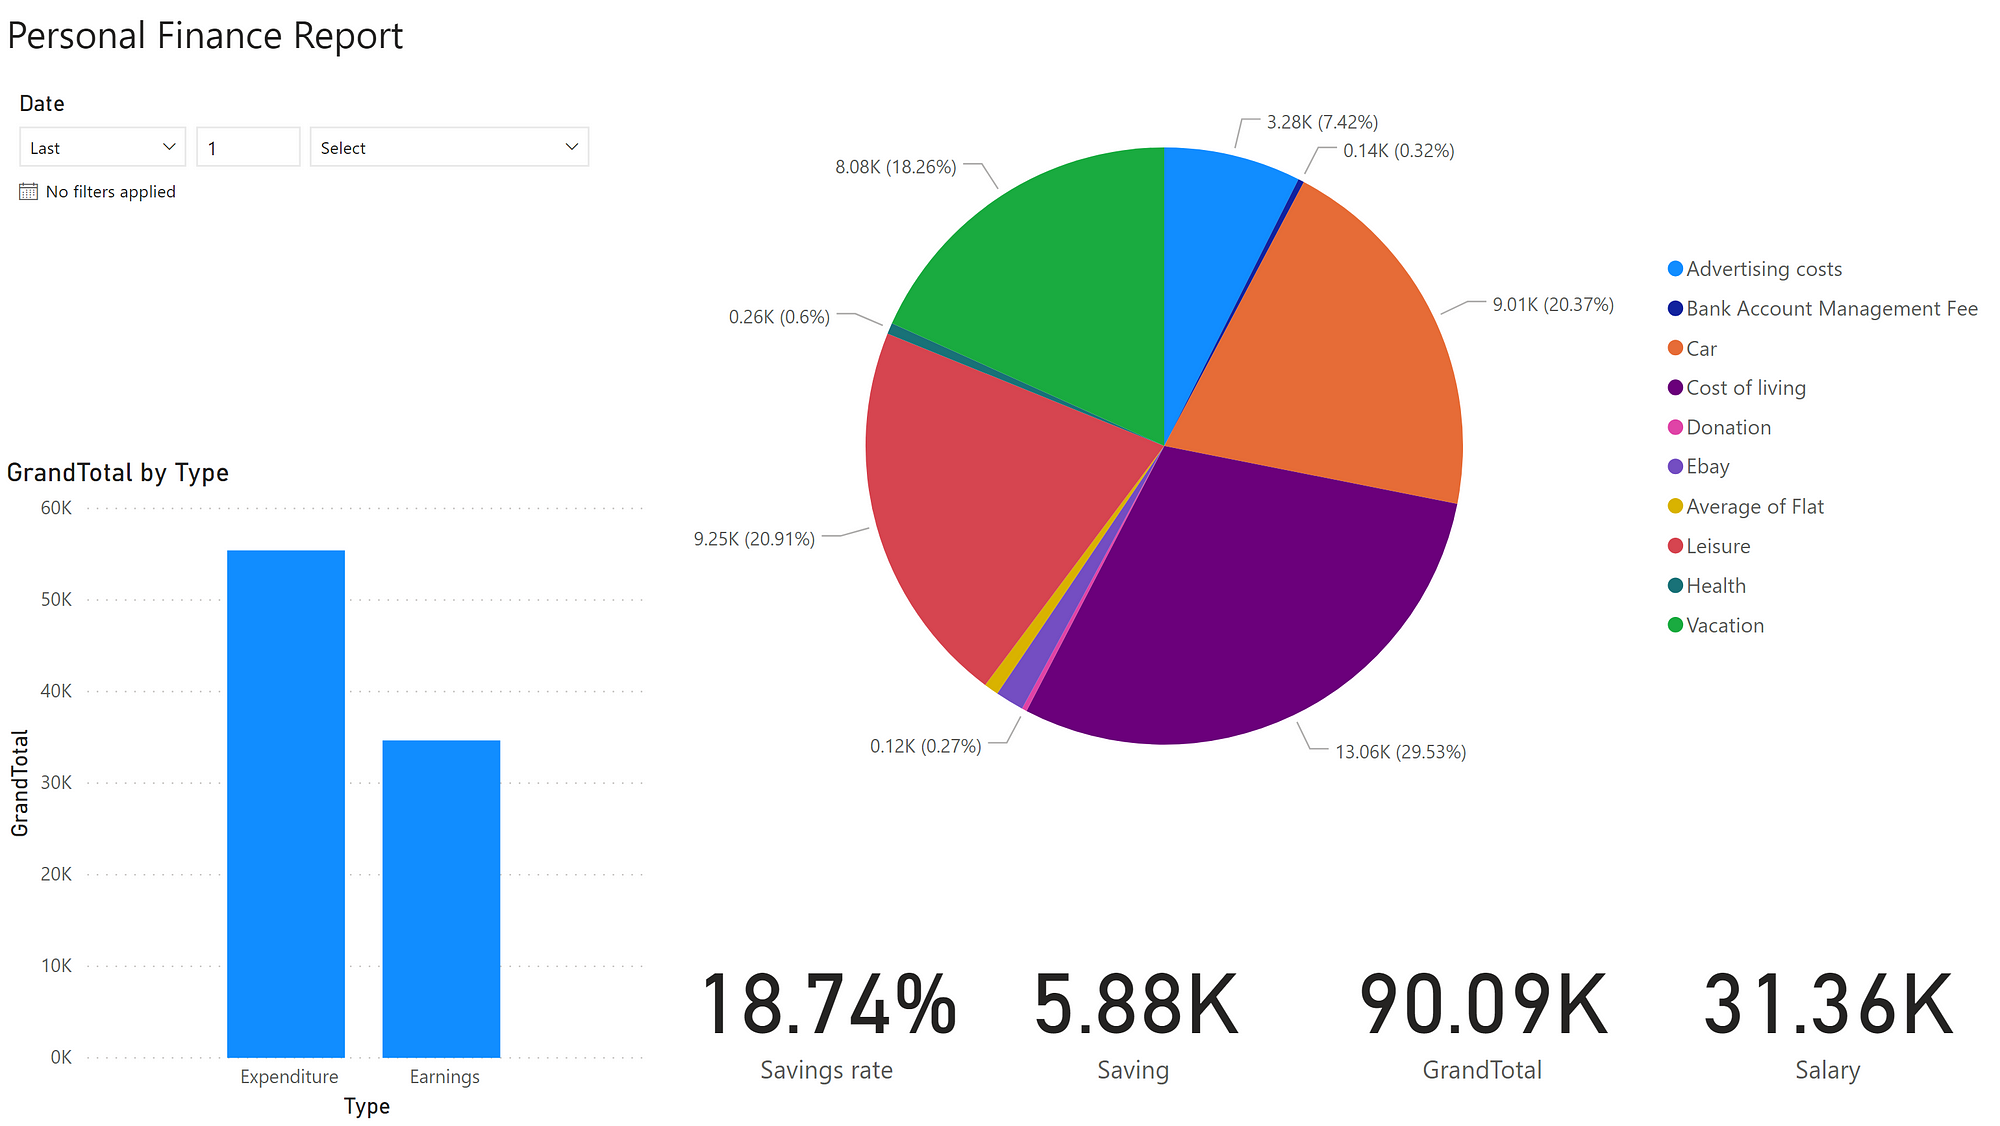 Personal Finance Report
Date
Last
1
Select
No filters applied
3.28K (7.42%)
0.14K (0.32%)
8.08K (18.26%)
9.01K (20.37%)
0.26K (0.6%)
9.25K (20.91%)
0.12K (0.27%)
13.06K (29.53%)
Advertising costs
Bank Account Management Fee
Car
Cost of living
Donation
Ebay
Average of Flat
Leisure
Health
Vacation
GrandTotal by Type
60K
50K
40K
30K
20K
10K
0K
GrandTotal
Expenditure
Earnings
Type
18.74%
Savings rate
5.88K
Saving
90.09K
GrandTotal
31.36K
Salary